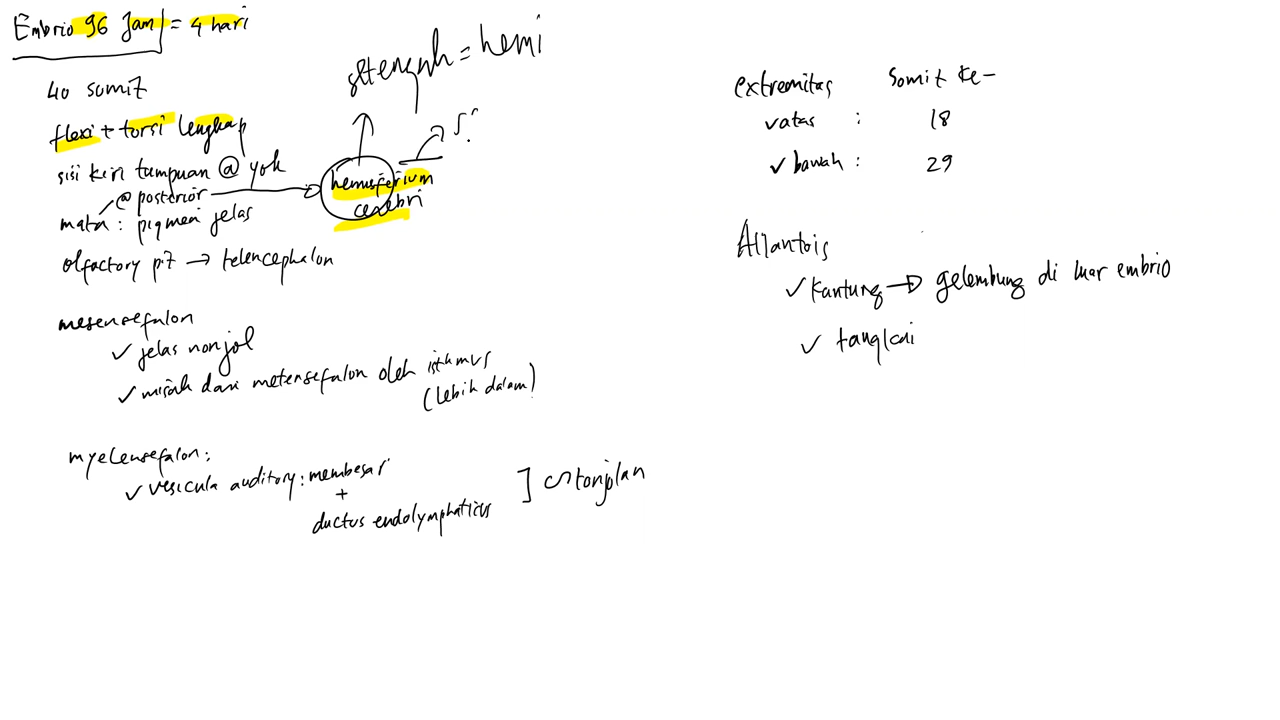 Embrio 96 Jam = 4 hari
40 somit
flexi + torsi lengkap
sisi kiri tumpuan @ yolk
@ posterior
mata : pigmen jelas
olfactory pit → telencephalon
setengah = hemi
hemisferium
cerebri
mesensefalon
✓ jelas nonjol
✓ misah dari metensefalon oleh isthmus
(lebih dalam)
myelensefalon:
✓ vesicula auditory : membesar
+
ductus endolymphaticus
] ∽ tonjolan
extremitas Somit ke-
✓ atas : 18
✓ bawah : 29
Allantois
✓ kantung → gelembung di luar embrio
✓ tangkai